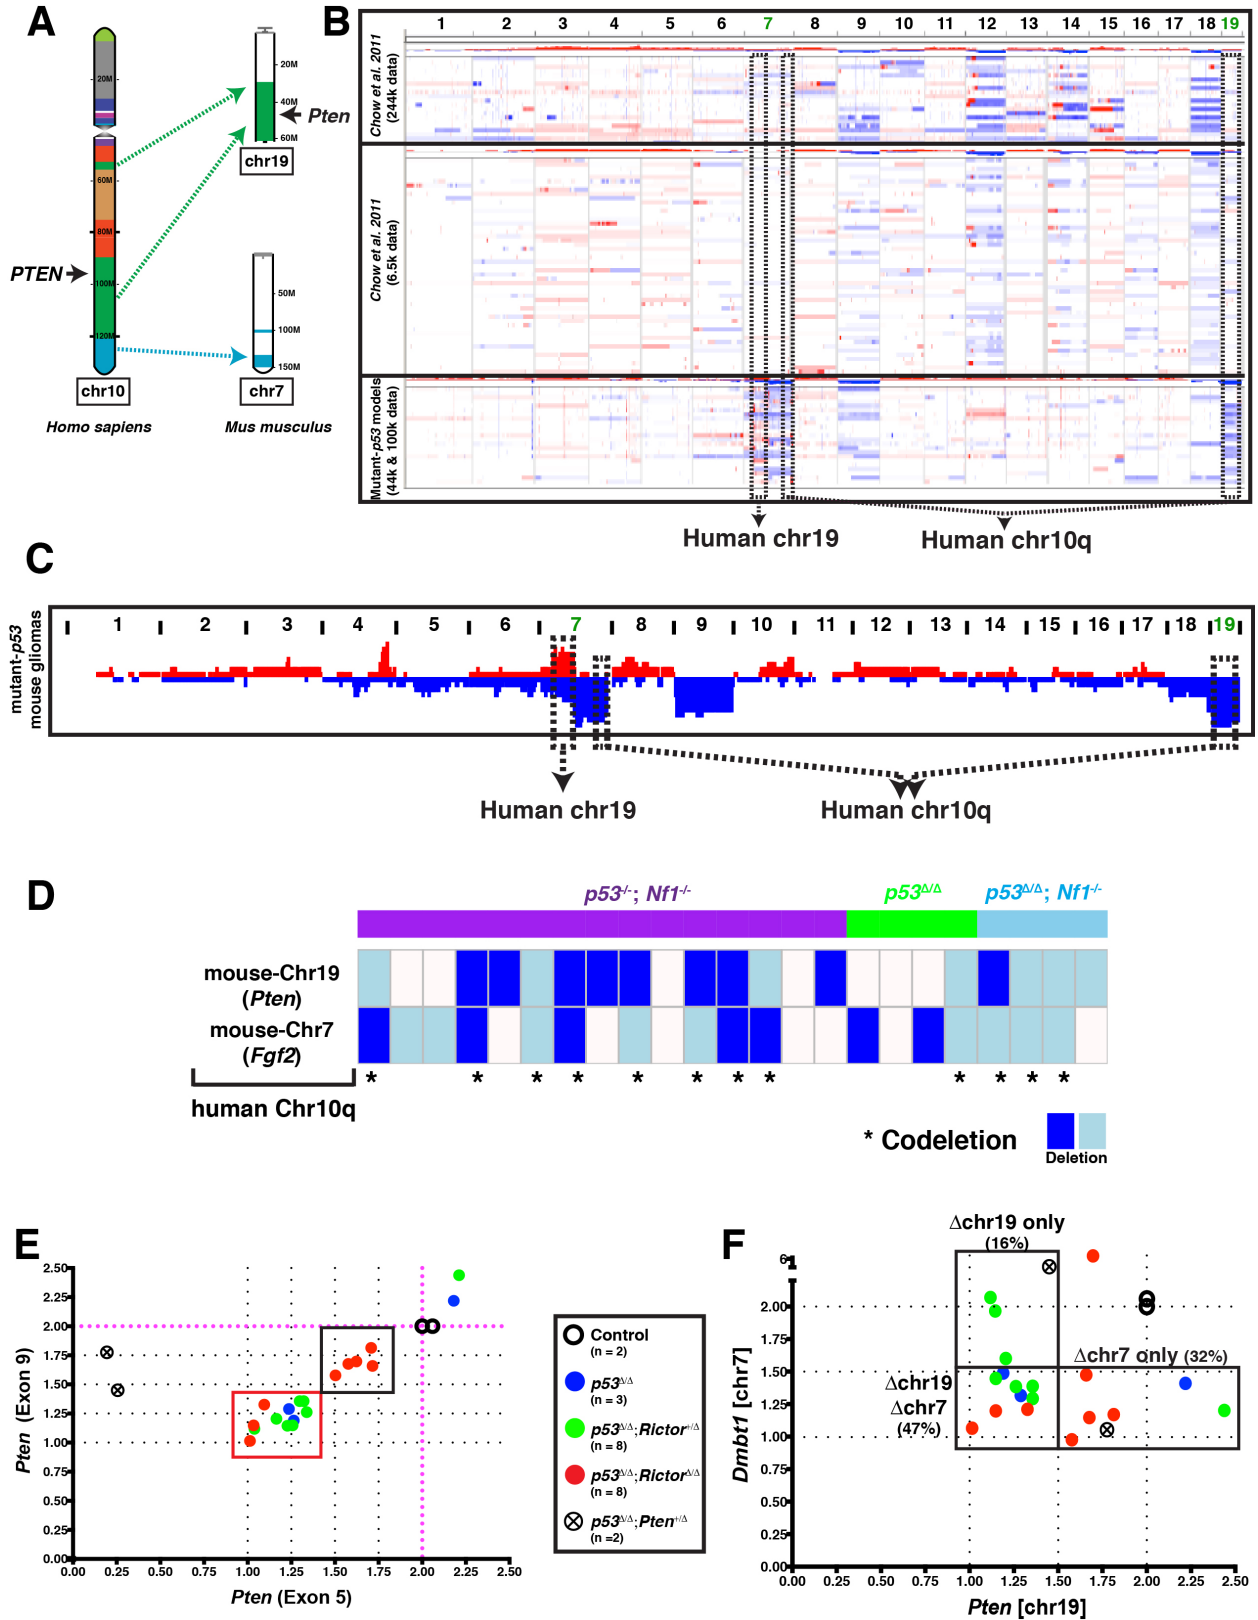 A
20M
60M
80M
100M
120M
PTEN
chr10
Homo sapiens
20M
40M
60M
Pten
chr19
50M
100M
150M
chr7
Mus musculus
B
1 2 3 4 5 6 7 8 9 10 11 12 13 14 15 16 17 18 19
Chow et al. 2011
(244k data)
Chow et al. 2011
(6.5k data)
Mutant-p53 models
(44k & 100k data)
Human chr19
Human chr10q
C
1 2 3 4 5 6 7 8 9 10 11 12 13 14 15 16 17 18 19
mutant-p53
mouse gliomas
Human chr19
Human chr10q
D
p53-/-; Nf1-/-
p53Δ/Δ
p53Δ/Δ; Nf1-/-
mouse-Chr19
(Pten)
mouse-Chr7
(Fgf2)
* * * * * * * * * * * *
human Chr10q
* Codeletion
Deletion
E
2.50
2.25
2.00
1.75
1.50
1.25
1.00
0.75
0.50
0.25
0.00
Pten (Exon 9)
0.00 0.25 0.50 0.75 1.00 1.25 1.50 1.75 2.00 2.25 2.50
Pten (Exon 5)
Control
(n = 2)
p53Δ/Δ
(n = 3)
p53Δ/Δ;Rictor+/Δ
(n = 8)
p53Δ/Δ;RictorΔ/Δ
(n = 8)
p53Δ/Δ;Pten+/Δ
(n =2)
F
Δchr19 only
(16%)
Δchr7 only (32%)
Δchr19
Δchr7
(47%)
6
2.00
1.75
1.50
1.25
1.00
0.75
0.50
0.25
0.00
Dmbt1 [chr7]
0.00 0.25 0.50 0.75 1.00 1.25 1.50 1.75 2.00 2.25 2.50
Pten [chr19]